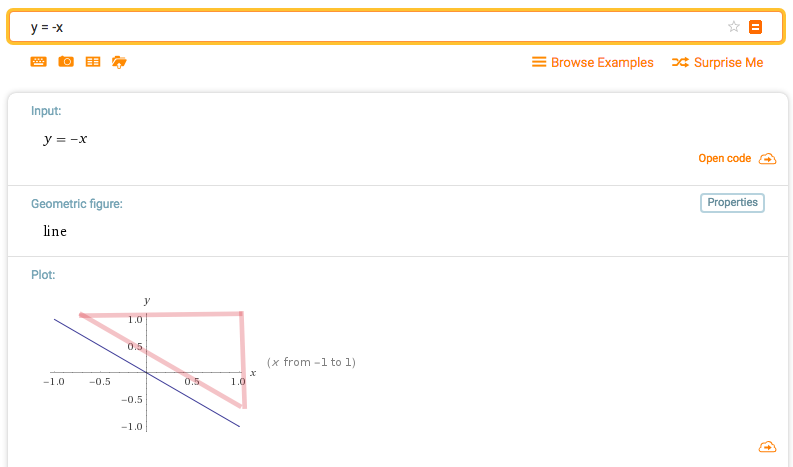 y = -x
Browse Examples
Surprise Me
Input:
y = −x
Open code
Geometric figure:
Properties
line
Plot:
y
1.0
0.5
(x from −1 to 1)
x
−1.0 −0.5 0.5 1.0
−0.5
−1.0